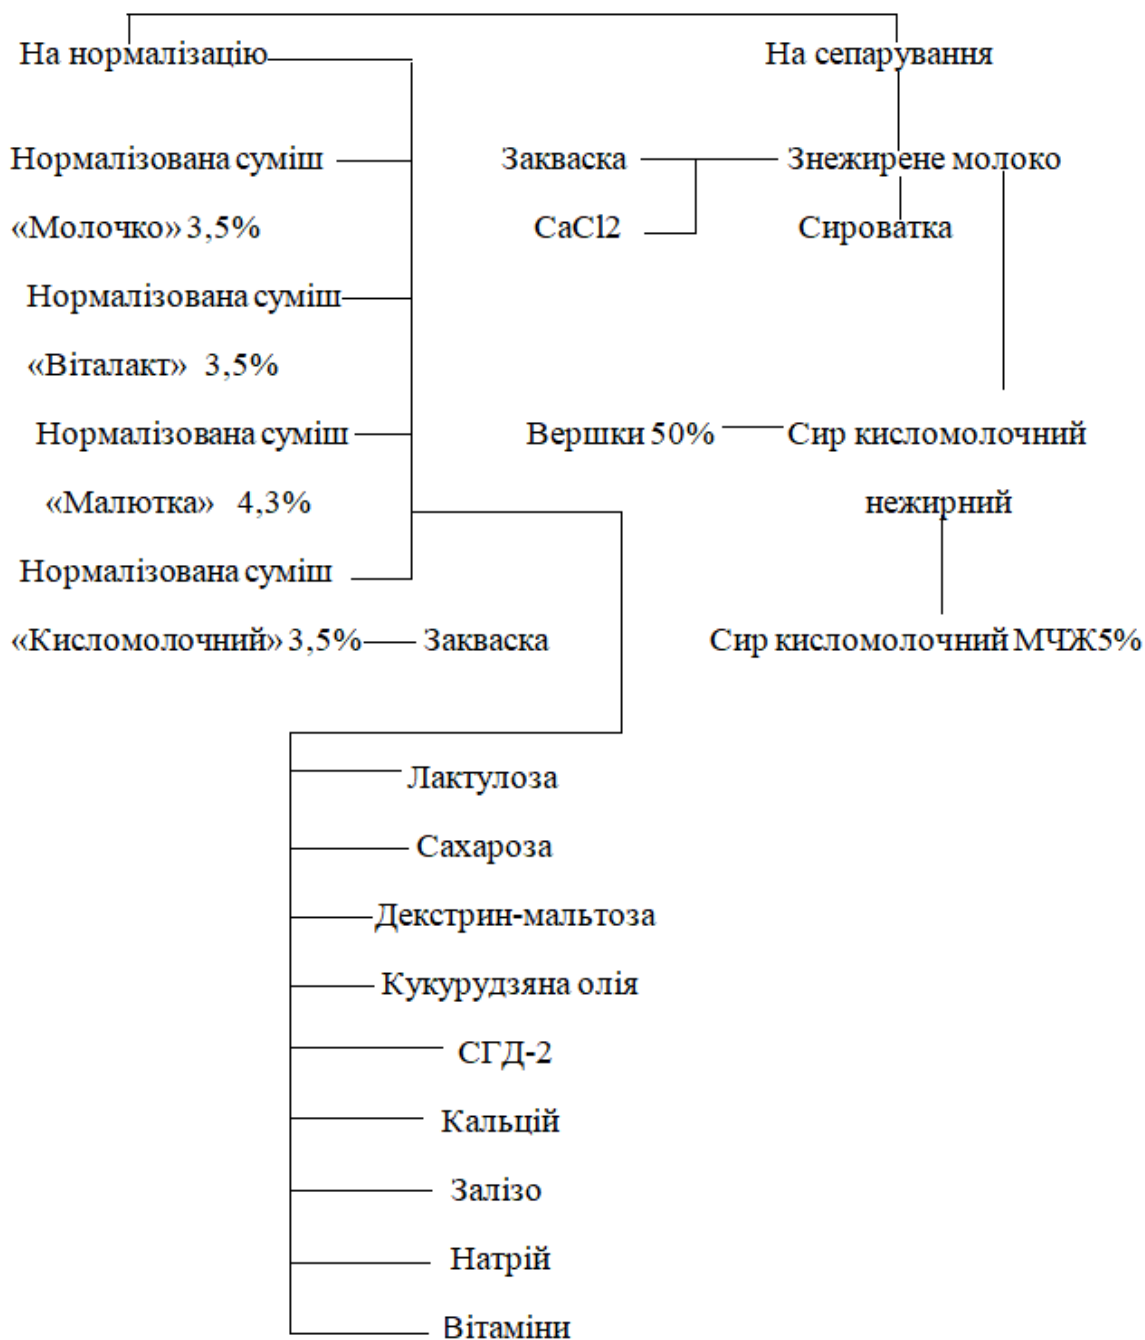 На нормалізацію
На сепарування
Нормалізована суміш
Закваска
Знежирене молоко
«Молочко» 3,5%
CaCl2
Сироватка
Нормалізована суміш
«Віталакт» 3,5%
Нормалізована суміш
Вершки 50%
Сир кисломолочний
«Малютка» 4,3%
нежирний
Нормалізована суміш
«Кисломолочний» 3,5%
Закваска
Сир кисломолочний МЧЖ5%
Лактулоза
Сахароза
Декстрин-мальтоза
Кукурудзяна олія
СГД-2
Кальцій
Залізо
Натрій
Вітаміни